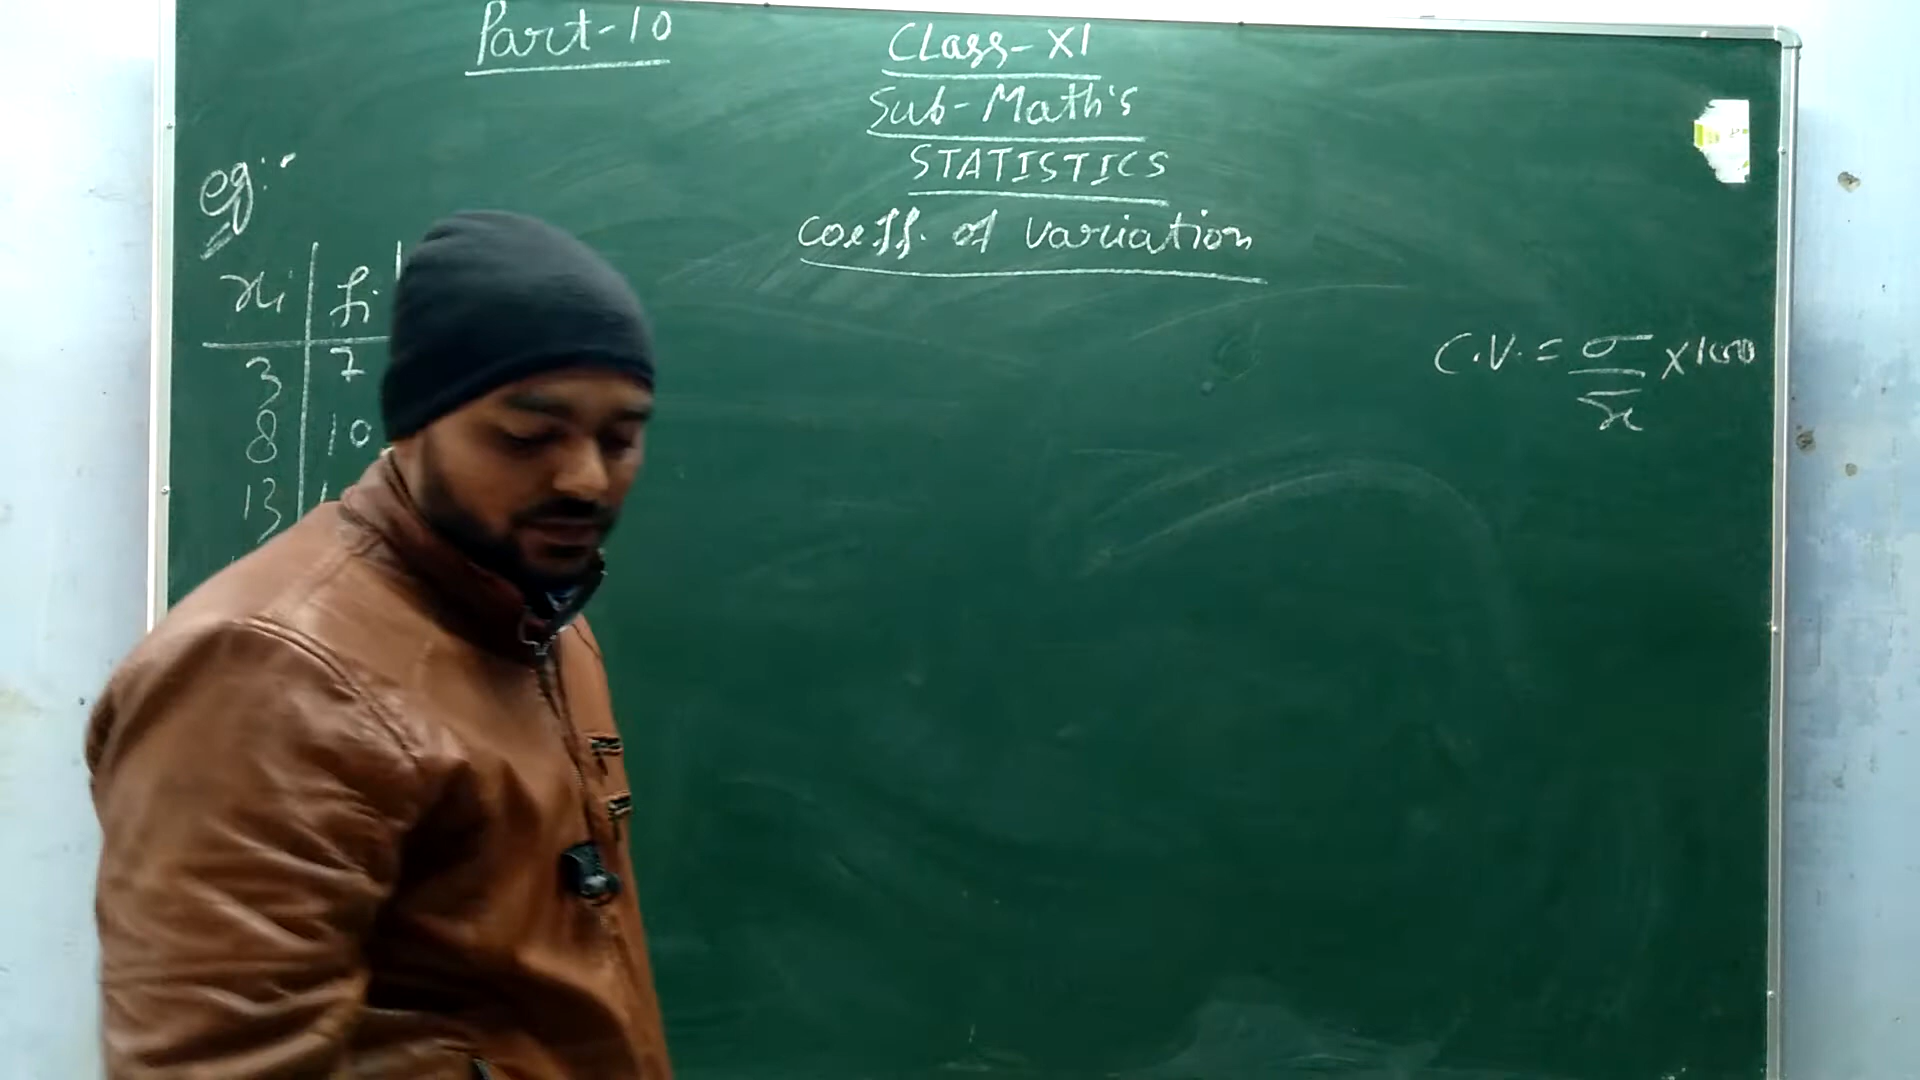 Part-10
Class-XI
Sub-Math's
STATISTICS
coeff. of variation
eg:-
xi fi
3 7
8 10
13
C.V. = σ/x̄ ×100